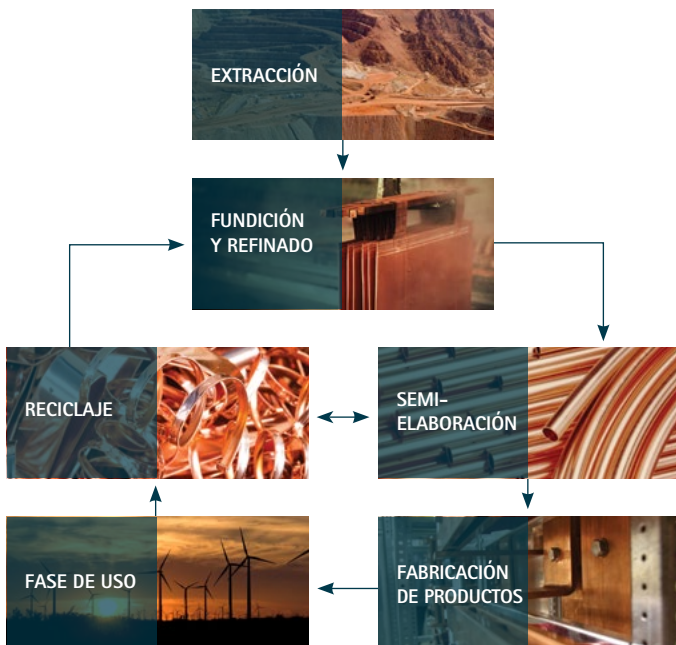 EXTRACCIÓN
FUNDICIÓN
Y REFINADO
RECICLAJE
SEMI-
ELABORACIÓN
FASE DE USO
FABRICACIÓN
DE PRODUCTOS